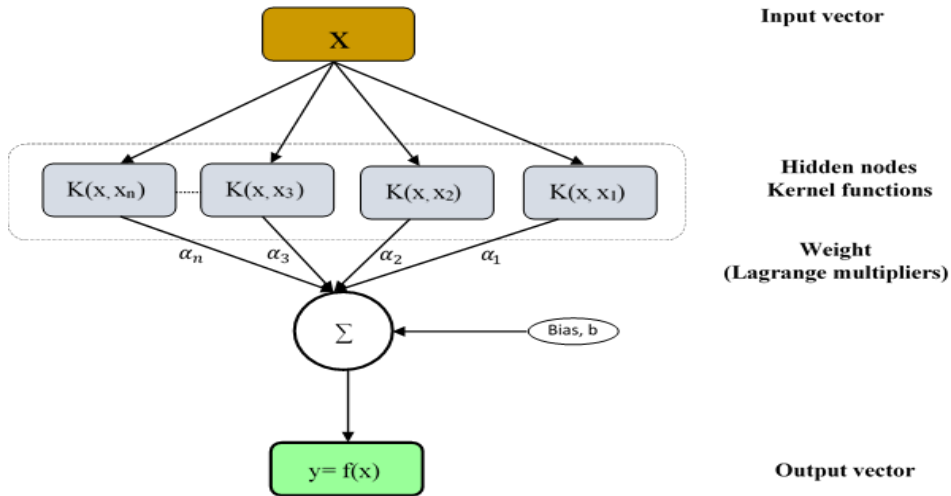 X
Input vector
K(x, xₙ)
K(x, x₃)
K(x, x₂)
K(x, x₁)
Hidden nodes
Kernel functions
αₙ
α₃
α₂
α₁
Weight
(Lagrange multipliers)
Σ
Bias, b
y= f(x)
Output vector